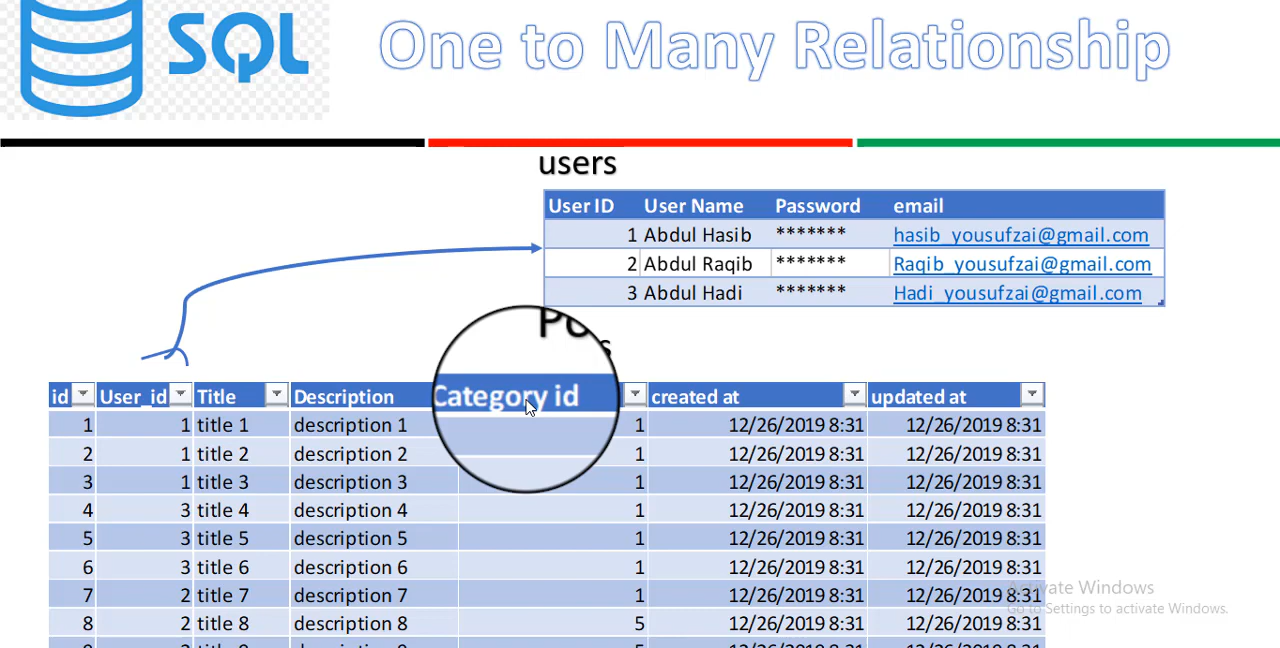 SQL
One to Many Relationship
users
User ID User Name Password email
1 Abdul Hasib ******* hasib_yousufzai@gmail.com
2 Abdul Raqib ******* Raqib_yousufzai@gmail.com
3 Abdul Hadi ******* Hadi_yousufzai@gmail.com
id User_id Title Description Category id created at updated at
1 1 title 1 description 1 1 12/26/2019 8:31 12/26/2019 8:31
2 1 title 2 description 2 1 12/26/2019 8:31 12/26/2019 8:31
3 1 title 3 description 3 1 12/26/2019 8:31 12/26/2019 8:31
4 3 title 4 description 4 1 12/26/2019 8:31 12/26/2019 8:31
5 3 title 5 description 5 1 12/26/2019 8:31 12/26/2019 8:31
6 3 title 6 description 6 1 12/26/2019 8:31 12/26/2019 8:31
7 2 title 7 description 7 1 12/26/2019 8:31 12/26/2019 8:31
8 2 title 8 description 8 5 12/26/2019 8:31 12/26/2019 8:31
Activate Windows
Go to Settings to activate Windows.